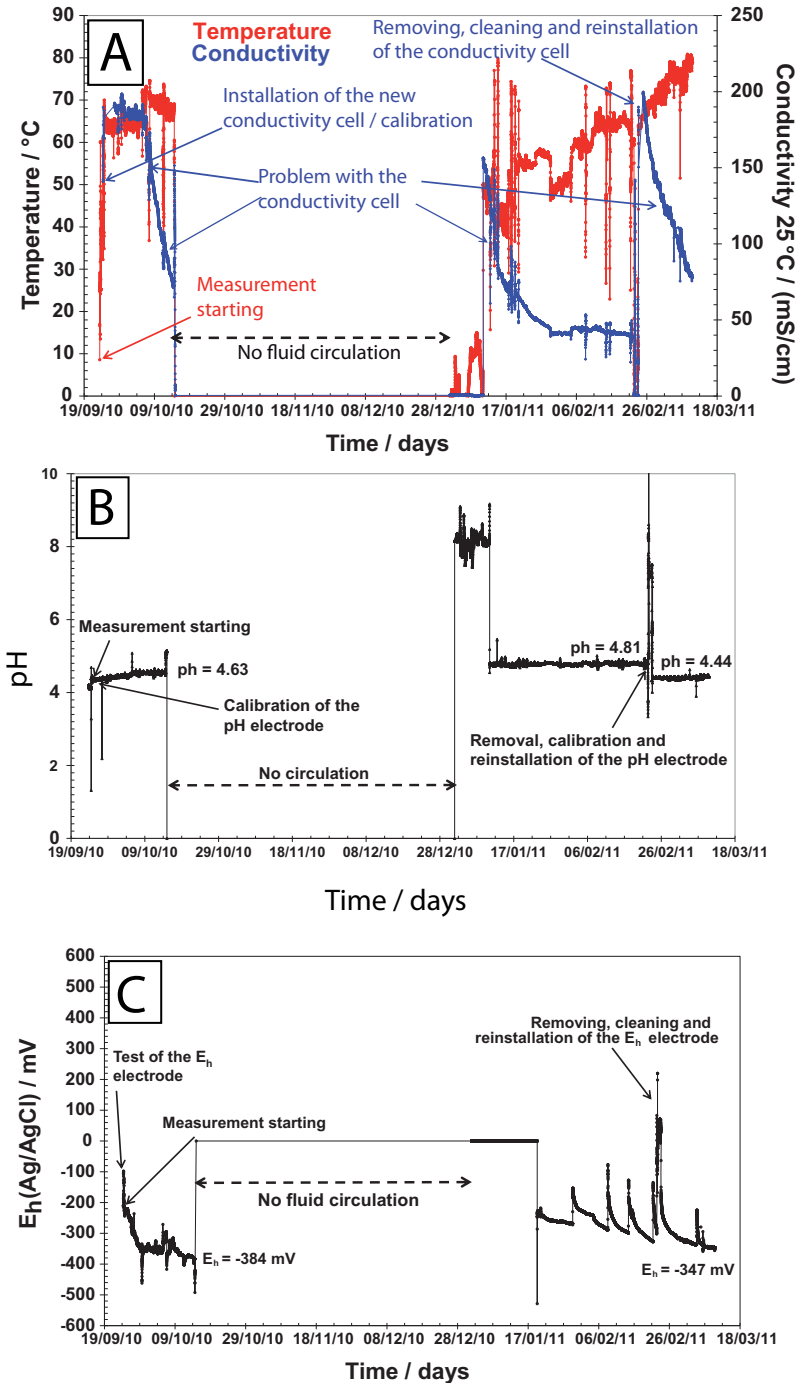 A
Temperature
Conductivity
Removing, cleaning and reinstallation
of the conductivity cell
Installation of the new
conductivity cell / calibration
Problem with the
conductivity cell
Measurement
starting
No fluid circulation
Temperature / °C
90
80
70
60
50
40
30
20
10
0
Conductivity 25 °C / (mS/cm)
250
200
150
100
50
0
19/09/10 09/10/10 29/10/10 18/11/10 08/12/10 28/12/10 17/01/11 06/02/11 26/02/11 18/03/11
Time / days
B
pH
10
8
6
4
2
0
Measurement starting
ph = 4.63
Calibration of the
pH electrode
No circulation
ph = 4.81
ph = 4.44
Removal, calibration and
reinstallation of the pH electrode
19/09/10 09/10/10 29/10/10 18/11/10 08/12/10 28/12/10 17/01/11 06/02/11 26/02/11 18/03/11
Time / days
C
Eh(Ag/AgCl) / mV
600
500
400
300
200
100
0
-100
-200
-300
-400
-500
-600
Test of the Eh
electrode
Measurement starting
Removing, cleaning and
reinstallation of the Eh electrode
No fluid circulation
Eh = -384 mV
Eh = -347 mV
19/09/10 09/10/10 29/10/10 18/11/10 08/12/10 28/12/10 17/01/11 06/02/11 26/02/11 18/03/11
Time / days